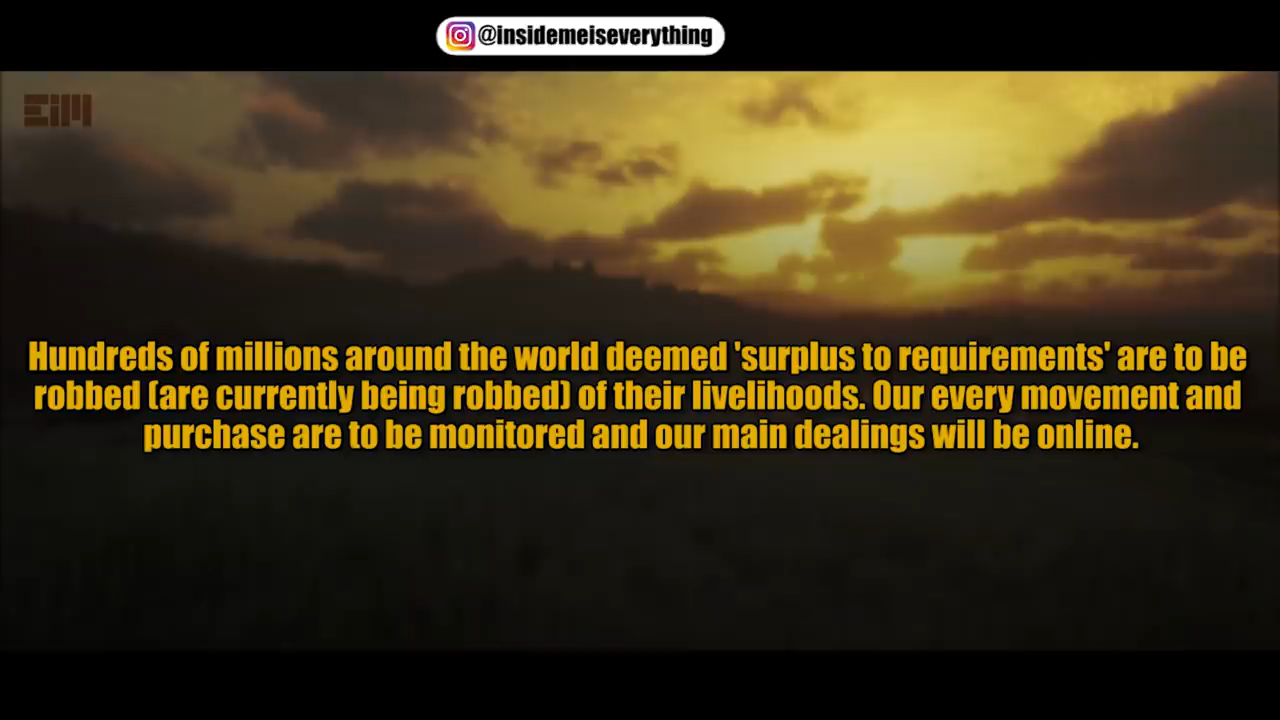 @insidemeiseverything
EiM
Hundreds of millions around the world deemed 'surplus to requirements' are to be
robbed (are currently being robbed) of their livelihoods. Our every movement and
purchase are to be monitored and our main dealings will be online.